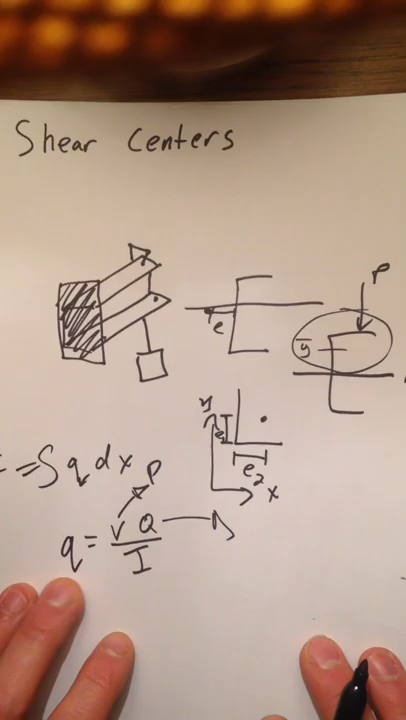 Shear Centers
P
e
y
y
e
e2
x
= ∫ q dx
P
q = VQ
I